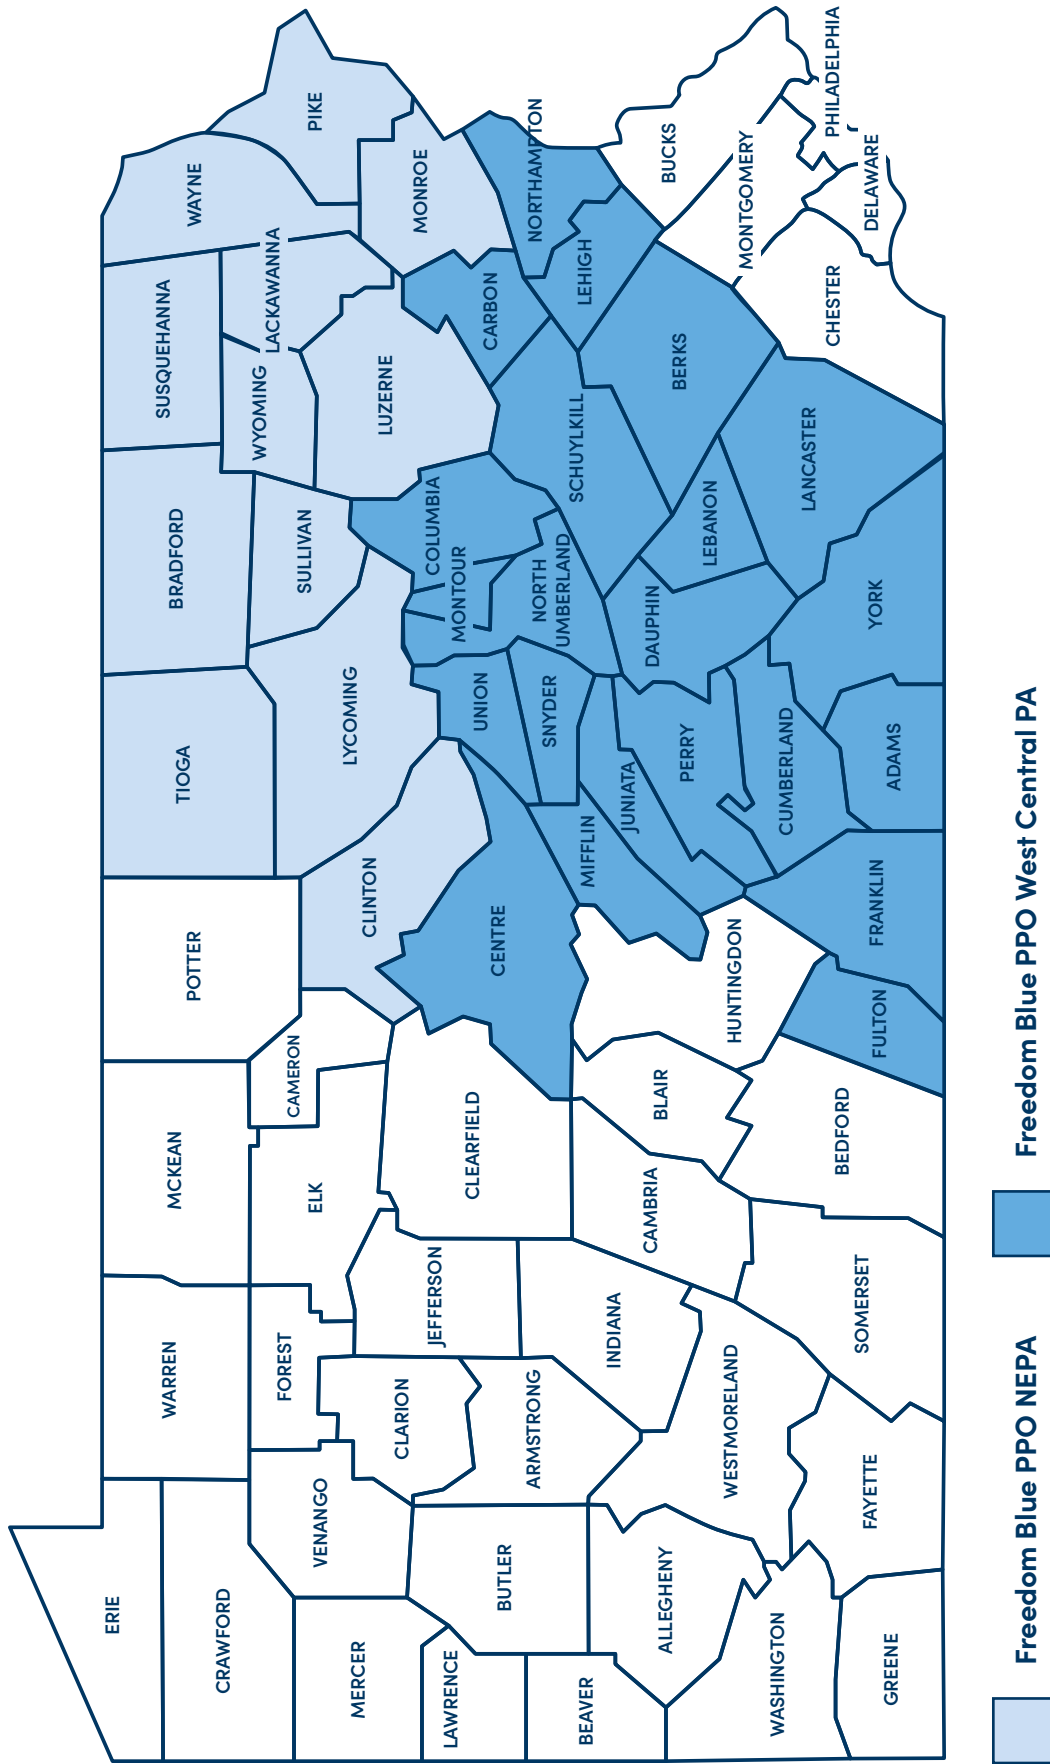 ERIE
CRAWFORD
WARREN
MCKEAN
POTTER
TIOGA
BRADFORD
SUSQUEHANNA
WAYNE
PIKE
MERCER
VENANGO
FOREST
ELK
CAMERON
CLINTON
LYCOMING
SULLIVAN
WYOMING
LACKAWANNA
LUZERNE
MONROE
LAWRENCE
BUTLER
CLARION
JEFFERSON
CLEARFIELD
CENTRE
UNION
MONTOUR
COLUMBIA
CARBON
NORTHAMPTON
BEAVER
ARMSTRONG
INDIANA
CAMBRIA
BLAIR
MIFFLIN
SNYDER
NORTH
UMBERLAND
SCHUYLKILL
LEHIGH
ALLEGHENY
WESTMORELAND
HUNTINGDON
JUNIATA
PERRY
DAUPHIN
LEBANON
BERKS
BUCKS
MONTGOMERY
PHILADELPHIA
WASHINGTON
GREENE
FAYETTE
SOMERSET
BEDFORD
FULTON
FRANKLIN
CUMBERLAND
ADAMS
YORK
LANCASTER
CHESTER
DELAWARE
Freedom Blue PPO NEPA
Freedom Blue PPO West Central PA